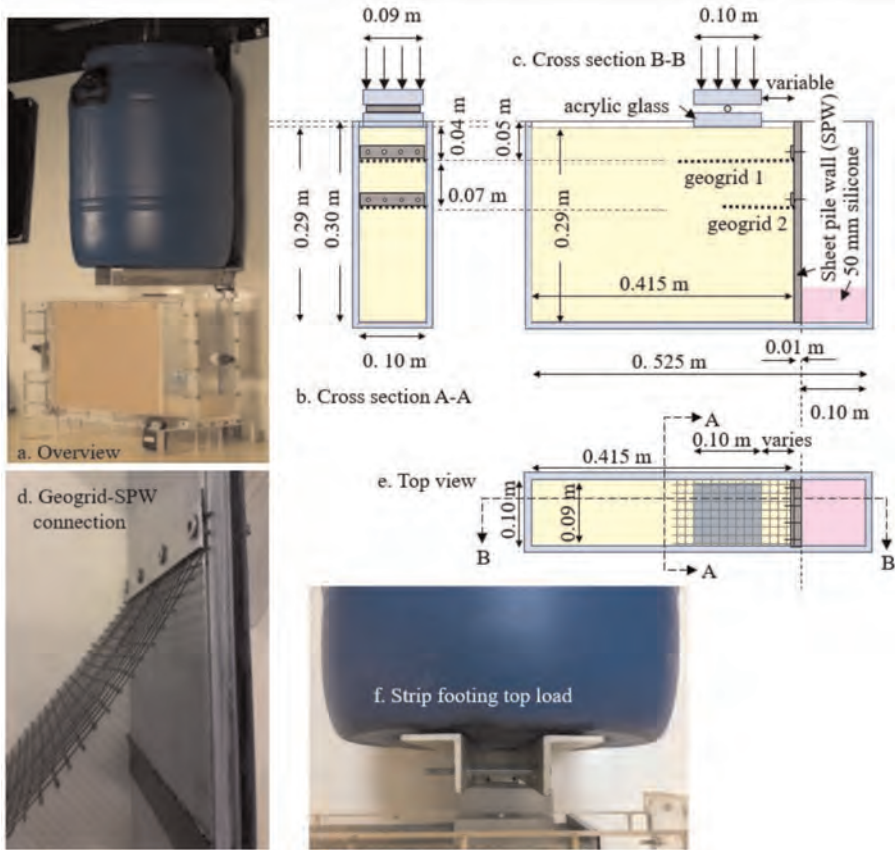 0.09 m
0.10 m
c. Cross section B-B
variable
acrylic glass
0.04 m
0.05 m
geogrid 1
0.07 m
geogrid 2
0.29 m
0.30 m
0.29 m
Sheet pile wall (SPW)
50 mm silicone
0.415 m
0. 10 m
0.01 m
0. 525 m
b. Cross section A-A
0.10 m
a. Overview
A
0.10 m
varies
0.415 m
e. Top view
0.10 m
0.09 m
B
B
A
d. Geogrid-SPW
connection
f. Strip footing top load